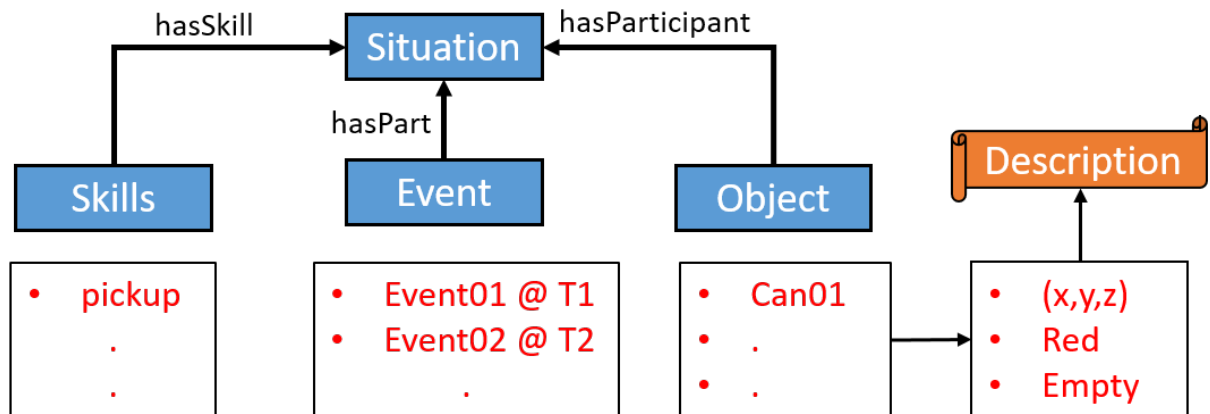 hasSkill
Situation
hasParticipant
hasPart
Skills
Event
Object
Description
• pickup
.
.
• Event01 @ T1
• Event02 @ T2
.
• Can01
• .
• .
• (x,y,z)
• Red
• Empty